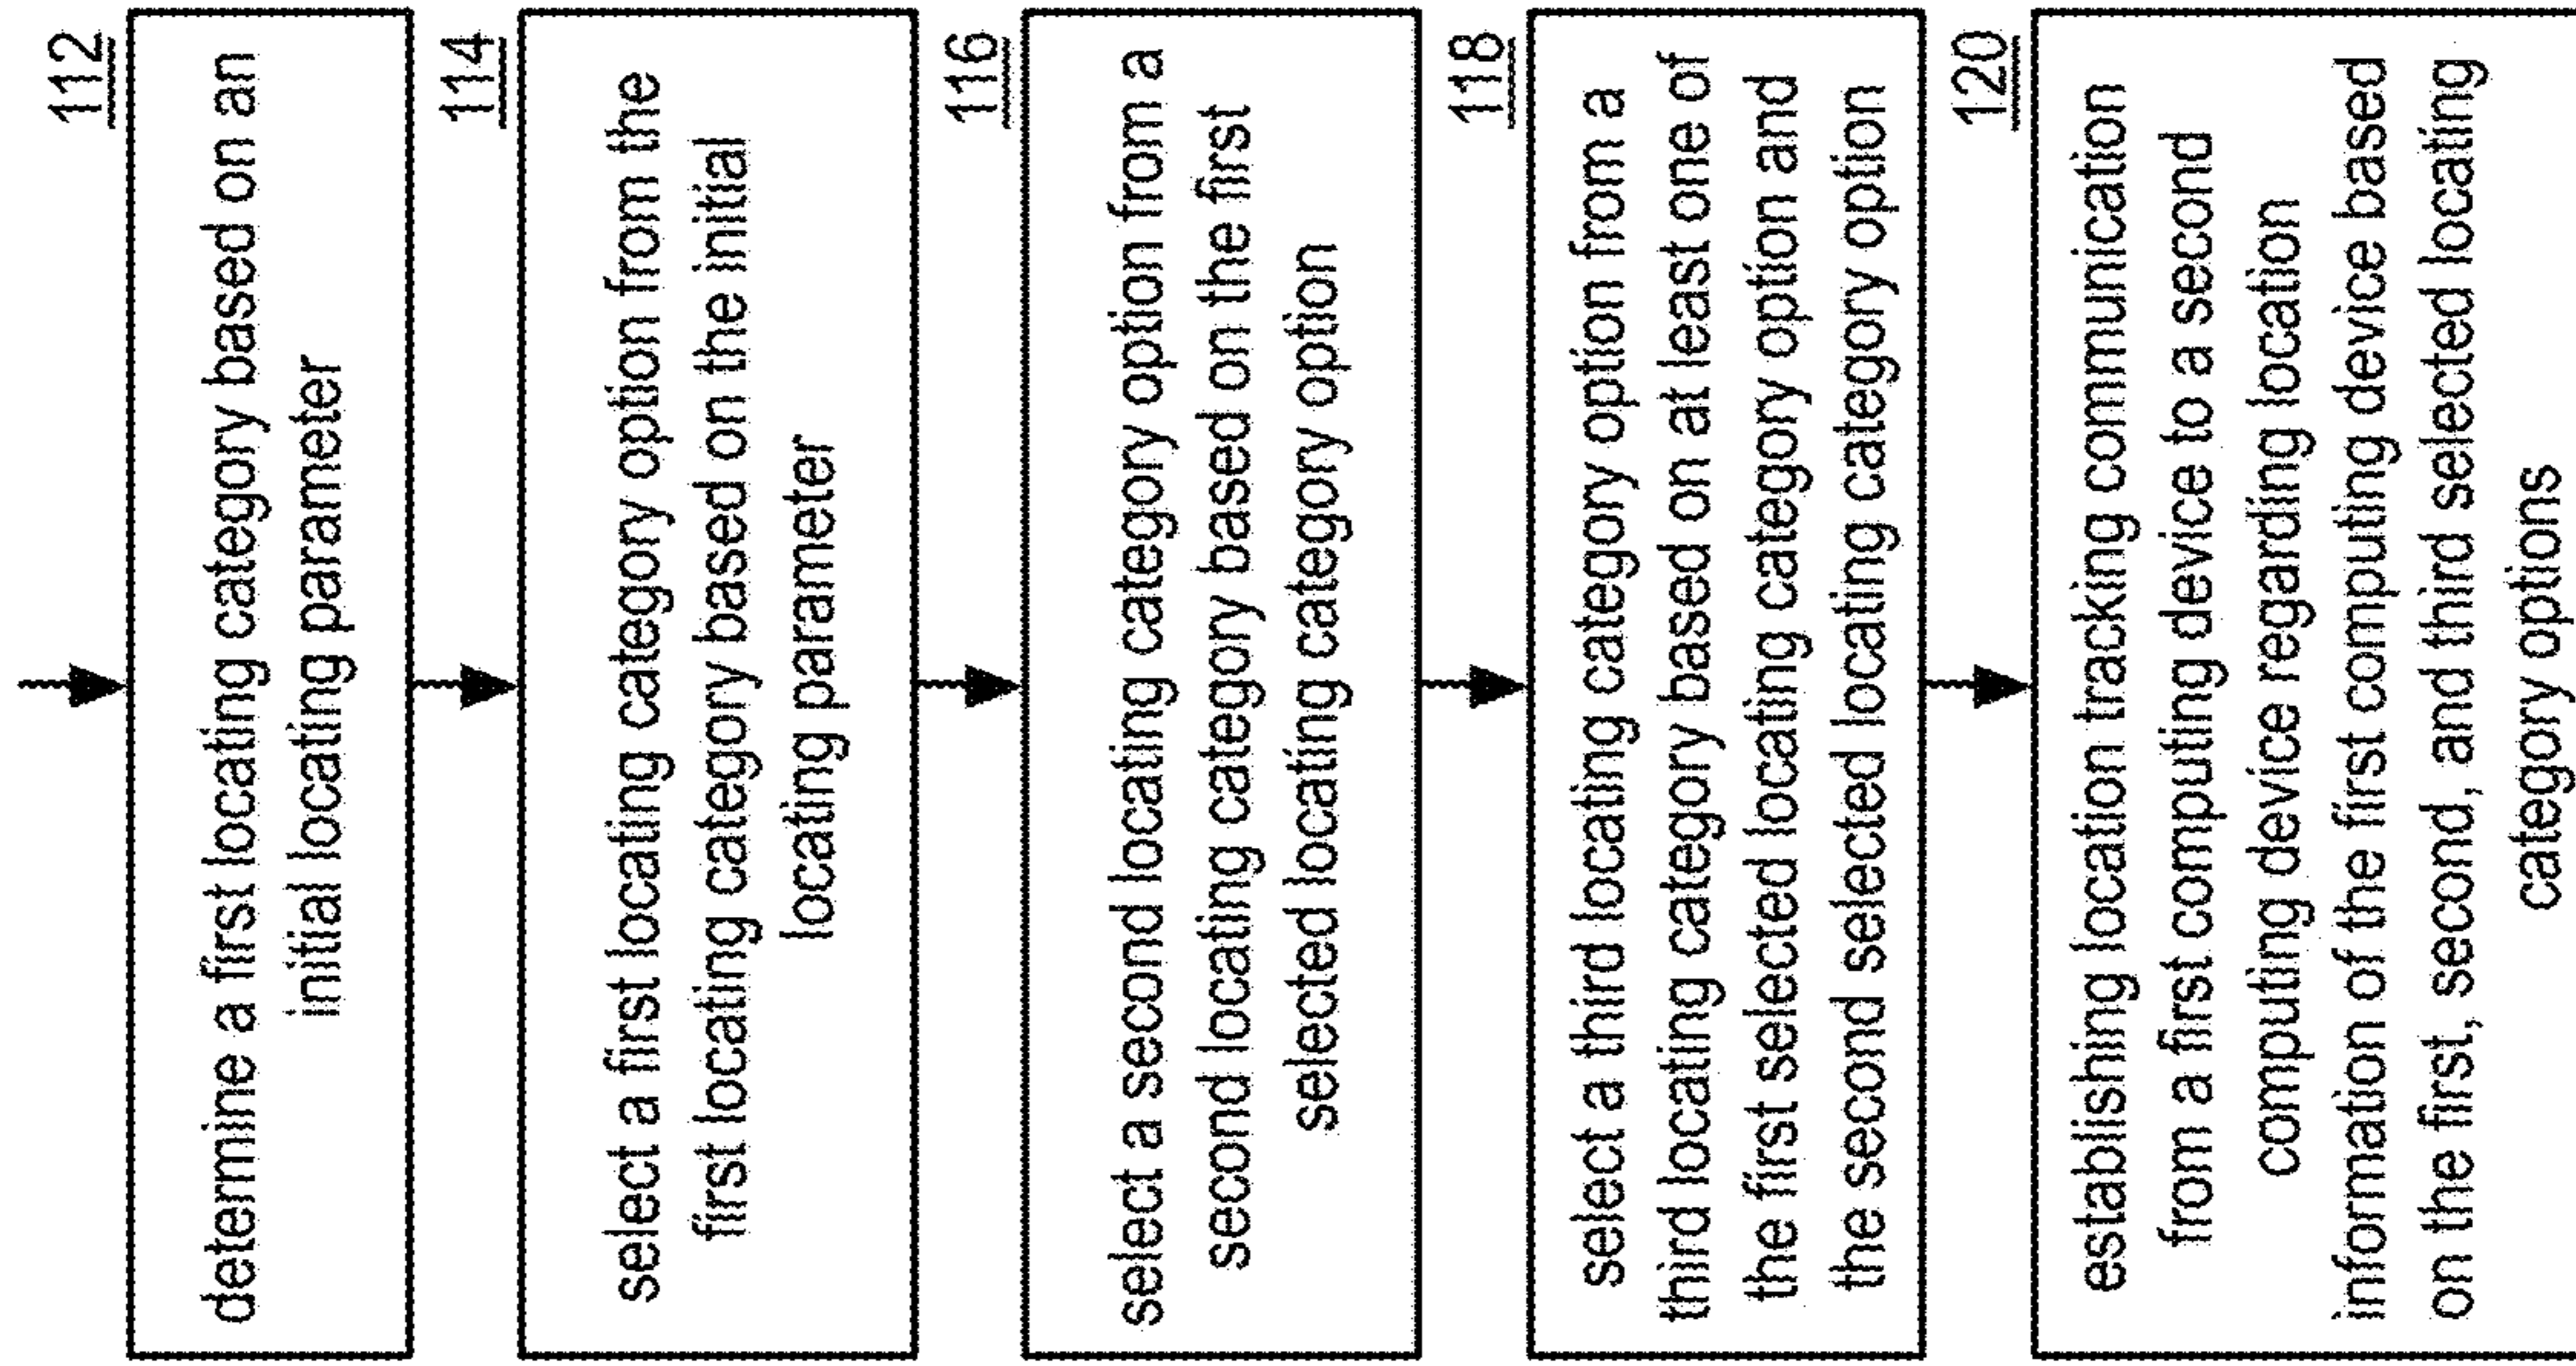 112
determine a first locating category based on an
initial locating parameter
114
select a first locating category option from the
first locating category based on the initial
locating parameter
116
select a second locating category option from a
second locating category based on the first
selected locating category option
118
select a third locating category option from a
third locating category based on at least one of
the first selected locating category option and
the second selected locating category option
120
establishing location tracking communication
from a first computing device to a second
computing device regarding location
information of the first computing device based
on the first, second, and third selected locating
category options